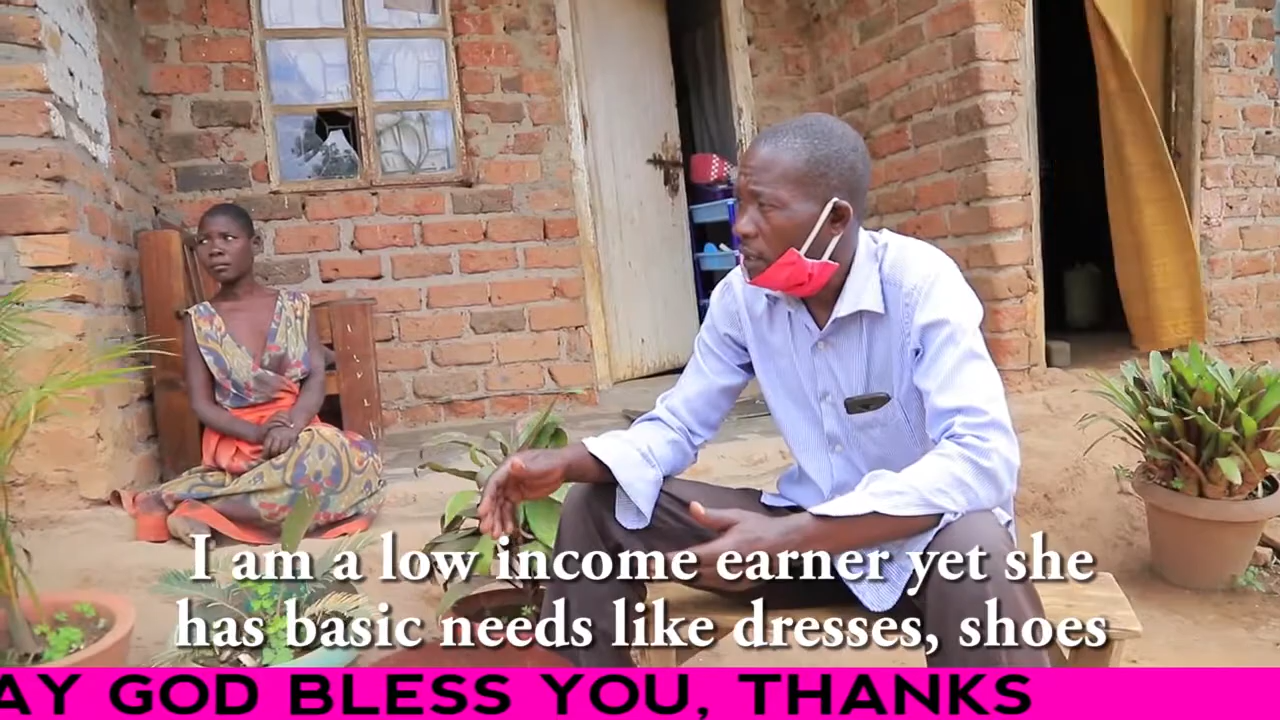 I am a low income earner yet she
has basic needs like dresses, shoes
AY GOD BLESS YOU, THANKS